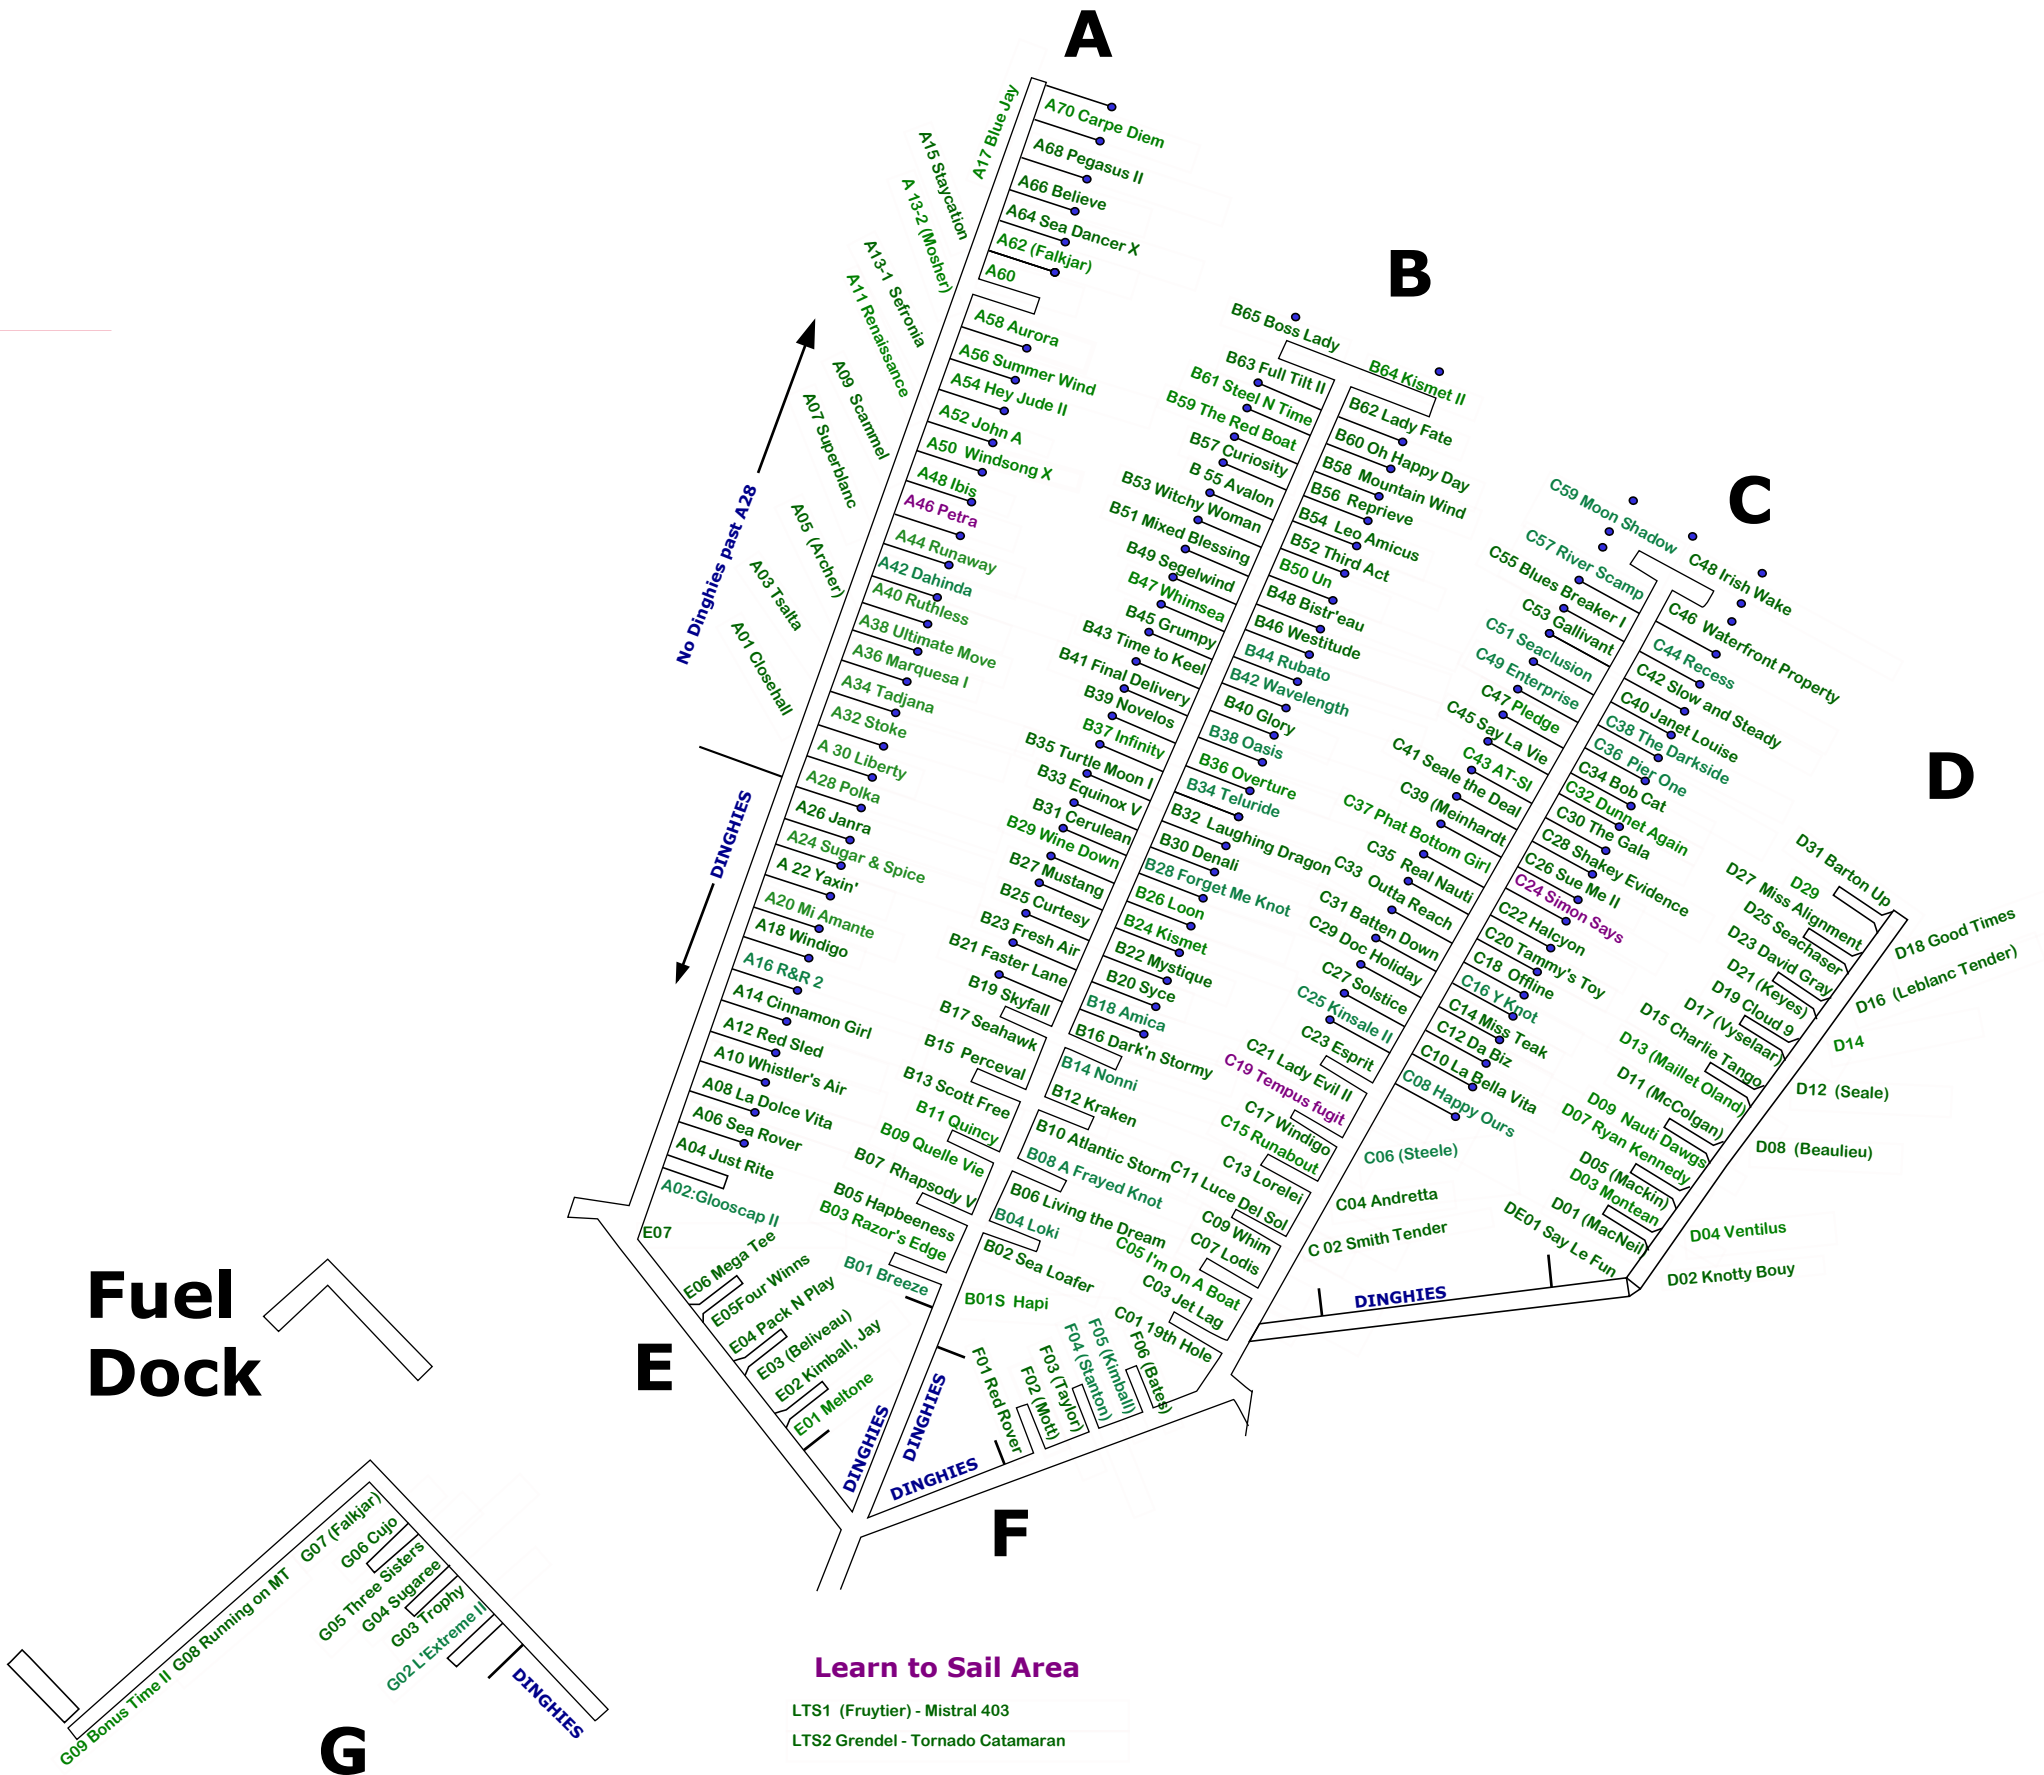 A
A17 Blue Jay
A15 Staycation
A 13-2 (Mosher)
A13-1 Sefronia
A11 Renaissance
A09 Scammel
A07 Superblanc
A05 (Archer)
A03 Tsalta
A01 Closehall
No Dinghies past A28
DINGHIES
A70 Carpe Diem
A68 Pegasus II
A66 Believe
A64 Sea Dancer X
A62 (Falkjar)
A60
A58 Aurora
A56 Summer Wind
A54 Hey Jude II
A52 John A
A50 Windsong X
A48 Ibis
A46 Petra
A44 Runaway
A42 Dahinda
A40 Ruthless
A38 Ultimate Move
A36 Marquesa I
A34 Tadjana
A32 Stoke
A 30 Liberty
A28 Polka
A26 Janra
A24 Sugar & Spice
A 22 Yaxin'
A20 Mi Amante
A18 Windigo
A16 R&R 2
A14 Cinnamon Girl
A12 Red Sled
A10 Whistler's Air
A08 La Dolce Vita
A06 Sea Rover
A04 Just Rite
A02:Glooscap II
B
B65 Boss Lady
B63 Full Tilt II
B61 Steel N Time
B59 The Red Boat
B57 Curiosity
B 55 Avalon
B53 Witchy Woman
B51 Mixed Blessing
B49 Segelwind
B47 Whimsea
B45 Grumpy
B43 Time to Keel
B41 Final Delivery
B39 Novelos
B37 Infinity
B35 Turtle Moon I
B33 Equinox V
B31 Cerulean
B29 Wine Down
B27 Mustang
B25 Curtesy
B23 Fresh Air
B21 Faster Lane
B19 Skyfall
B17 Seahawk
B15 Perceval
B13 Scott Free
B11 Quincy
B09 Quelle Vie
B07 Rhapsody V
B05 Hapbeeness
B03 Razor's Edge
B01 Breeze
B64 Kismet II
B62 Lady Fate
B60 Oh Happy Day
B58 Mountain Wind
B56 Reprieve
B54 Leo Amicus
B52 Third Act
B50 Un
B48 Bistr'eau
B46 Westitude
B44 Rubato
B42 Wavelength
B40 Glory
B38 Oasis
B36 Overture
B34 Teluride
B32 Laughing Dragon
B30 Denali
B28 Forget Me Knot
B26 Loon
B24 Kismet
B22 Mystique
B20 Syce
B18 Amica
B16 Dark'n Stormy
B14 Nonni
B12 Kraken
B10 Atlantic Storm
B08 A Frayed Knot
B06 Living the Dream
B04 Loki
B02 Sea Loafer
B01S Hapi
C
C59 Moon Shadow
C57 River Scamp
C55 Blues Breaker I
C53 Gallivant
C51 Seaclusion
C49 Enterprise
C47 Pledge
C45 Say La Vie
C43 AT-SI
C41 Seale the Deal
C39 (Meinhardt
C37 Phat Bottom Girl
C35 Real Nauti
C33 Outta Reach
C31 Batten Down
C29 Doc Holiday
C27 Solstice
C25 Kinsale II
C23 Esprit
C21 Lady Evil II
C19 Tempus fugit
C17 Windigo
C15 Runabout
C13 Lorelei
C11 Luce Del Sol
C09 Whim
C07 Lodis
C05 I'm On A Boat
C03 Jet Lag
C01 19th Hole
C48 Irish Wake
C46 Waterfront Property
C44 Recess
C42 Slow and Steady
C40 Janet Louise
C38 The Darkside
C36 Pier One
C34 Bob Cat
C32 Dunnet Again
C30 The Gala
C28 Shakey Evidence
C26 Sue Me II
C24 Simon Says
C22 Halcyon
C20 Tammy's Toy
C18 Offline
C16 Y Knot
C14 Miss Teak
C12 Da Biz
C10 La Bella Vita
C08 Happy Ours
C06 (Steele)
C04 Andretta
C 02 Smith Tender
D
D31 Barton Up
D29
D27 Miss Alignment
D25 Seachaser
D23 David Gray
D21 (Keyes)
D19 Cloud 9
D17 (Vyselaar)
D15 Charlie Tango
D13 (Maillet Oland)
D11 (McColgan)
D09 Nauti Dawgs
D07 Ryan Kennedy
D05 (Mackin)
D03 Montean
D01 (MacNeil)
DE01 Say Le Fun
D18 Good Times
D16 (Leblanc Tender)
D14
D12 (Seale)
D08 (Beaulieu)
D04 Ventilus
D02 Knotty Bouy
DINGHIES
E07
E06 Mega Tee
E05Four Winns
E04 Pack N Play
E03 (Beliveau)
E02 Kimball, Jay
E01 Meltone
E
DINGHIES
DINGHIES
DINGHIES
F01 Red Rover
F02 (Mott)
F03 (Taylor)
F04 (Stanton)
F05 (Kimball)
F06 (Bates)
F
Fuel
Dock
G07 (Falkjar)
G06 Cujo
G05 Three Sisters
G04 Sugaree
G03 Trophy
G02 L'Extreme II
G08 Running on MT
G09 Bonus Time II
DINGHIES
G
Learn to Sail Area
LTS1 (Fruytier) - Mistral 403
LTS2 Grendel - Tornado Catamaran